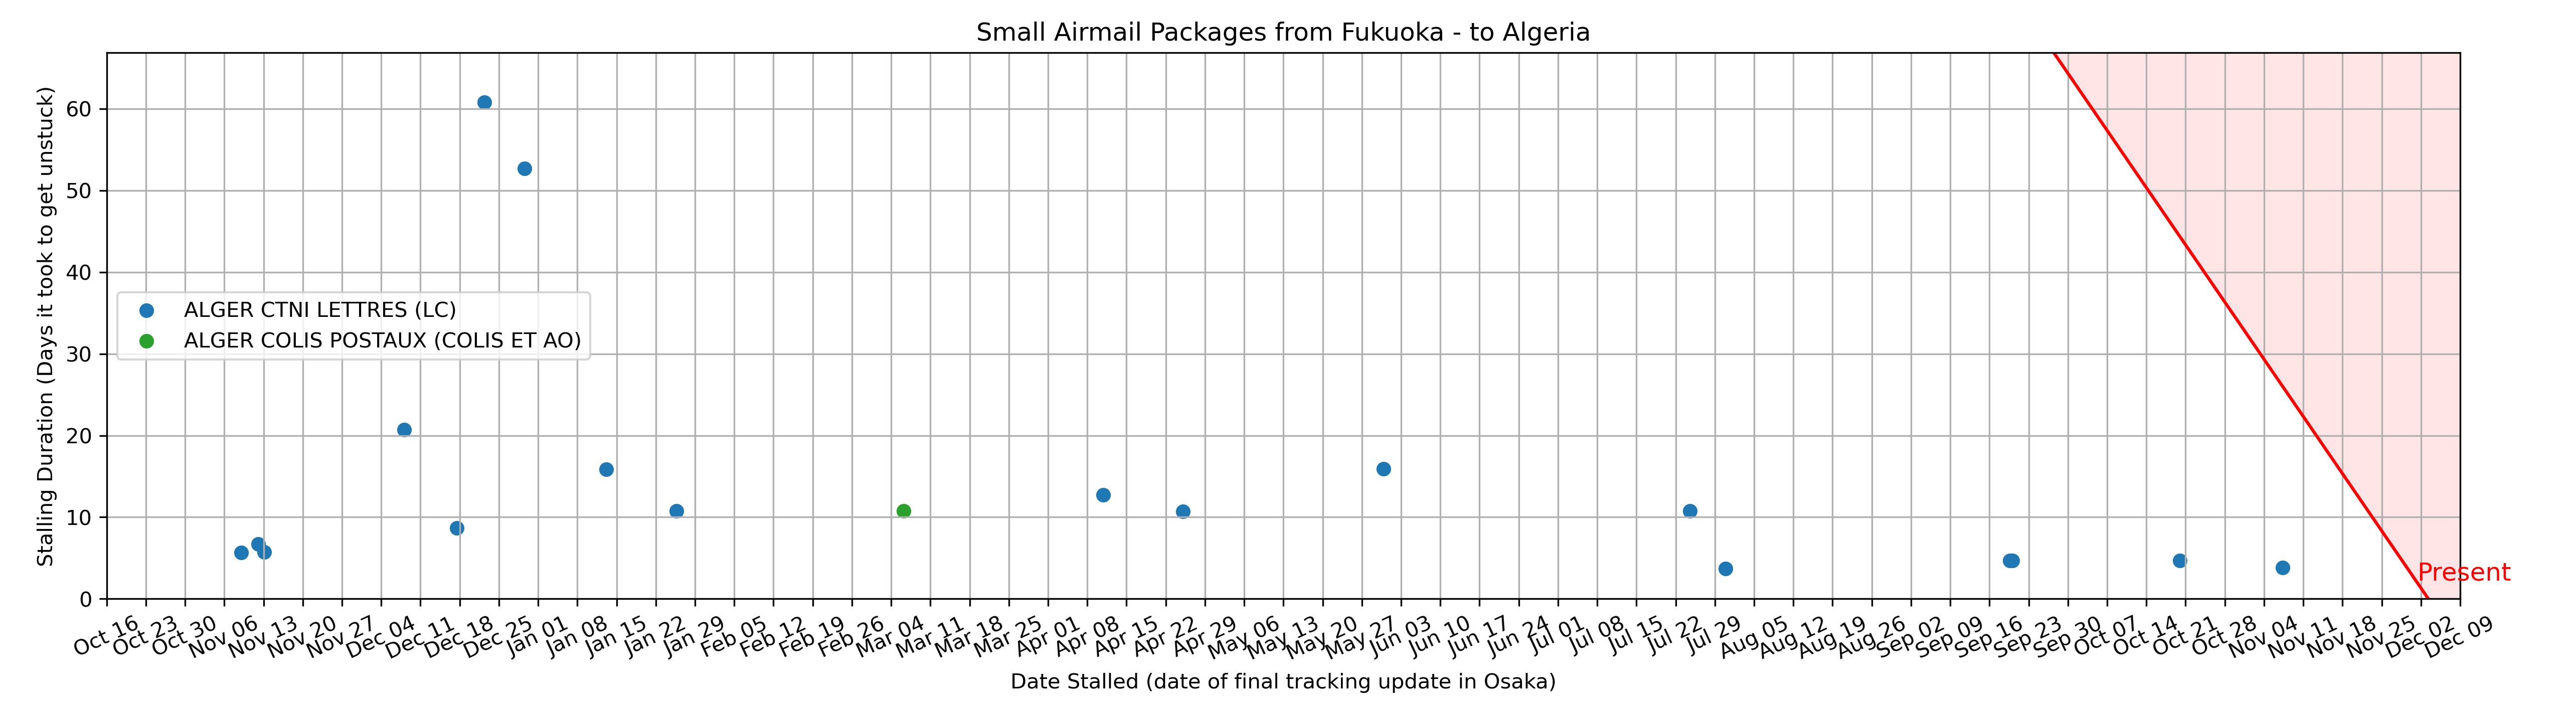 Small Airmail Packages from Fukuoka - to Algeria
Stalling Duration (Days it took to get unstuck)
60
50
40
30
20
10
0
ALGER CTNI LETTRES (LC)
ALGER COLIS POSTAUX (COLIS ET AO)
Present
Oct 16 Oct 23 Oct 30 Nov 06 Nov 13 Nov 20 Nov 27 Dec 04 Dec 11 Dec 18 Dec 25 Jan 01 Jan 08 Jan 15 Jan 22 Jan 29 Feb 05 Feb 12 Feb 19 Feb 26 Mar 04 Mar 11 Mar 18 Mar 25 Apr 01 Apr 08 Apr 15 Apr 22 Apr 29 May 06 May 13 May 20 May 27 Jun 03 Jun 10 Jun 17 Jun 24 Jul 01 Jul 08 Jul 15 Jul 22 Jul 29 Aug 05 Aug 12 Aug 19 Aug 26 Sep 02 Sep 09 Sep 16 Sep 23 Sep 30 Oct 07 Oct 14 Oct 21 Oct 28 Nov 04 Nov 11 Nov 18 Nov 25 Dec 02 Dec 09
Date Stalled (date of final tracking update in Osaka)